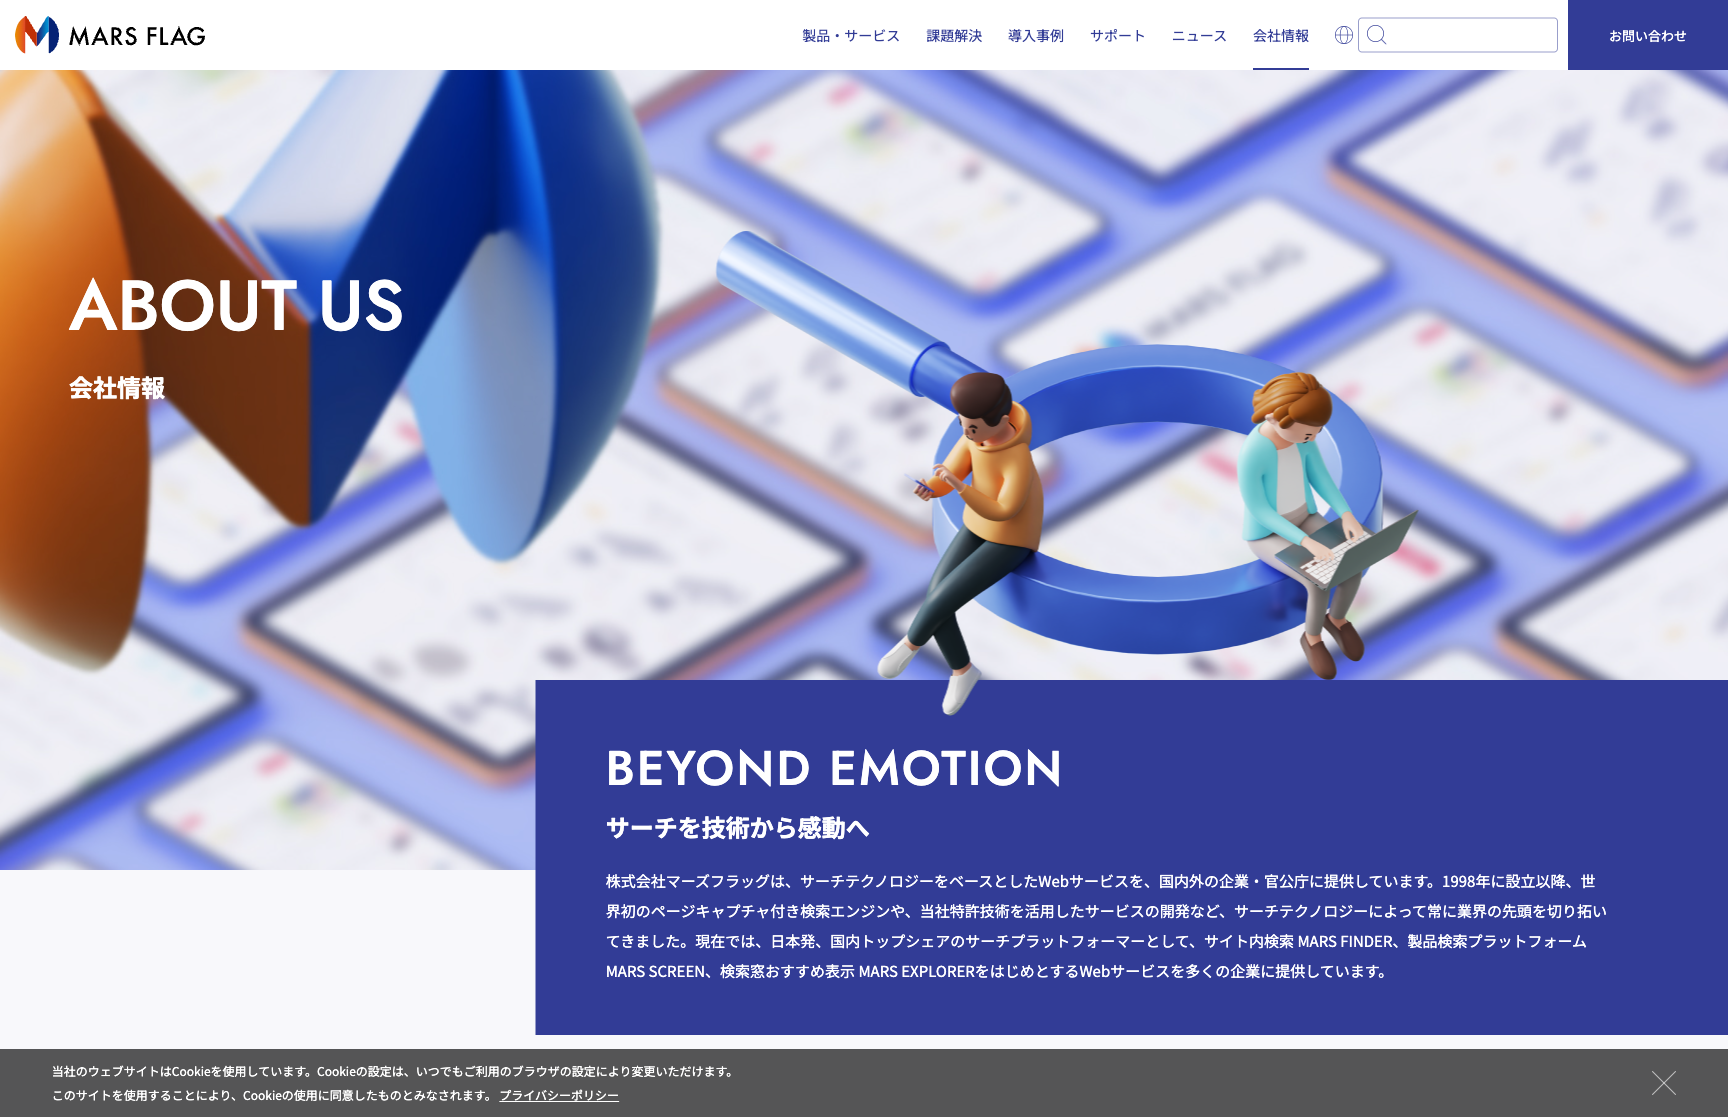 MARS FLAG
製品・サービス 課題解決 導入事例 サポート ニュース 会社情報 お問い合わせ
ABOUT US
会社情報
MARS FLAG
BEYOND EMOTION
サーチを技術から感動へ
株式会社マーズフラッグは、サーチテクノロジーをベースとしたWebサービスを、国内外の企業・官公庁に提供しています。1998年に設立以降、世
界初のページキャプチャ付き検索エンジンや、当社特許技術を活用したサービスの開発など、サーチテクノロジーによって常に業界の先頭を切り拓い
てきました。現在では、日本発、国内トップシェアのサーチプラットフォーマーとして、サイト内検索 MARS FINDER、製品検索プラットフォーム
MARS SCREEN、検索窓おすすめ表示 MARS EXPLORERをはじめとするWebサービスを多くの企業に提供しています。
当社のウェブサイトはCookieを使用しています。Cookieの設定は、いつでもご利用のブラウザの設定により変更いただけます。
このサイトを使用することにより、Cookieの使用に同意したものとみなされます。 プライバシーポリシー